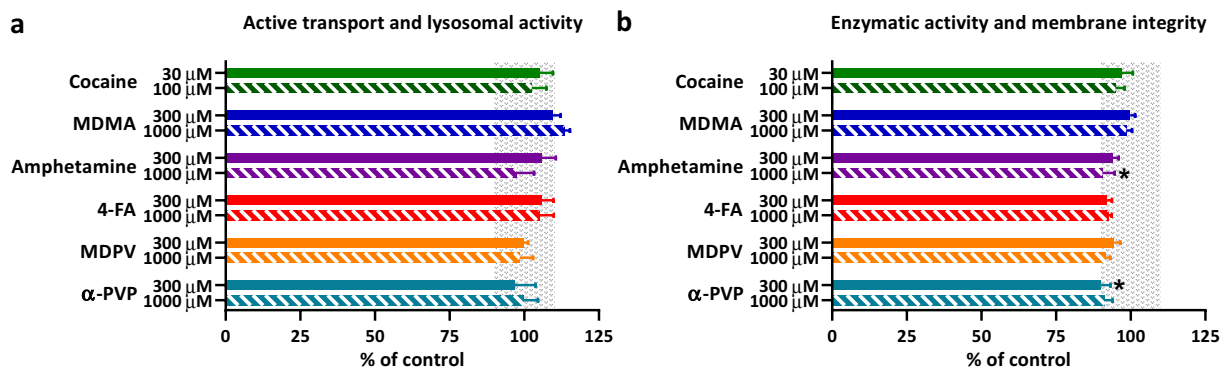 a
Active transport and lysosomal activity
Cocaine
30 μM
100 μM
MDMA
300 μM
1000 μM
Amphetamine
300 μM
1000 μM
4-FA
300 μM
1000 μM
MDPV
300 μM
1000 μM
α-PVP
300 μM
1000 μM
0 25 50 75 100 125
% of control
b
Enzymatic activity and membrane integrity
Cocaine
30 μM
100 μM
MDMA
300 μM
1000 μM
Amphetamine
300 μM
1000 μM *
4-FA
300 μM
1000 μM
MDPV
300 μM
1000 μM
α-PVP
300 μM *
1000 μM
0 25 50 75 100 125
% of control